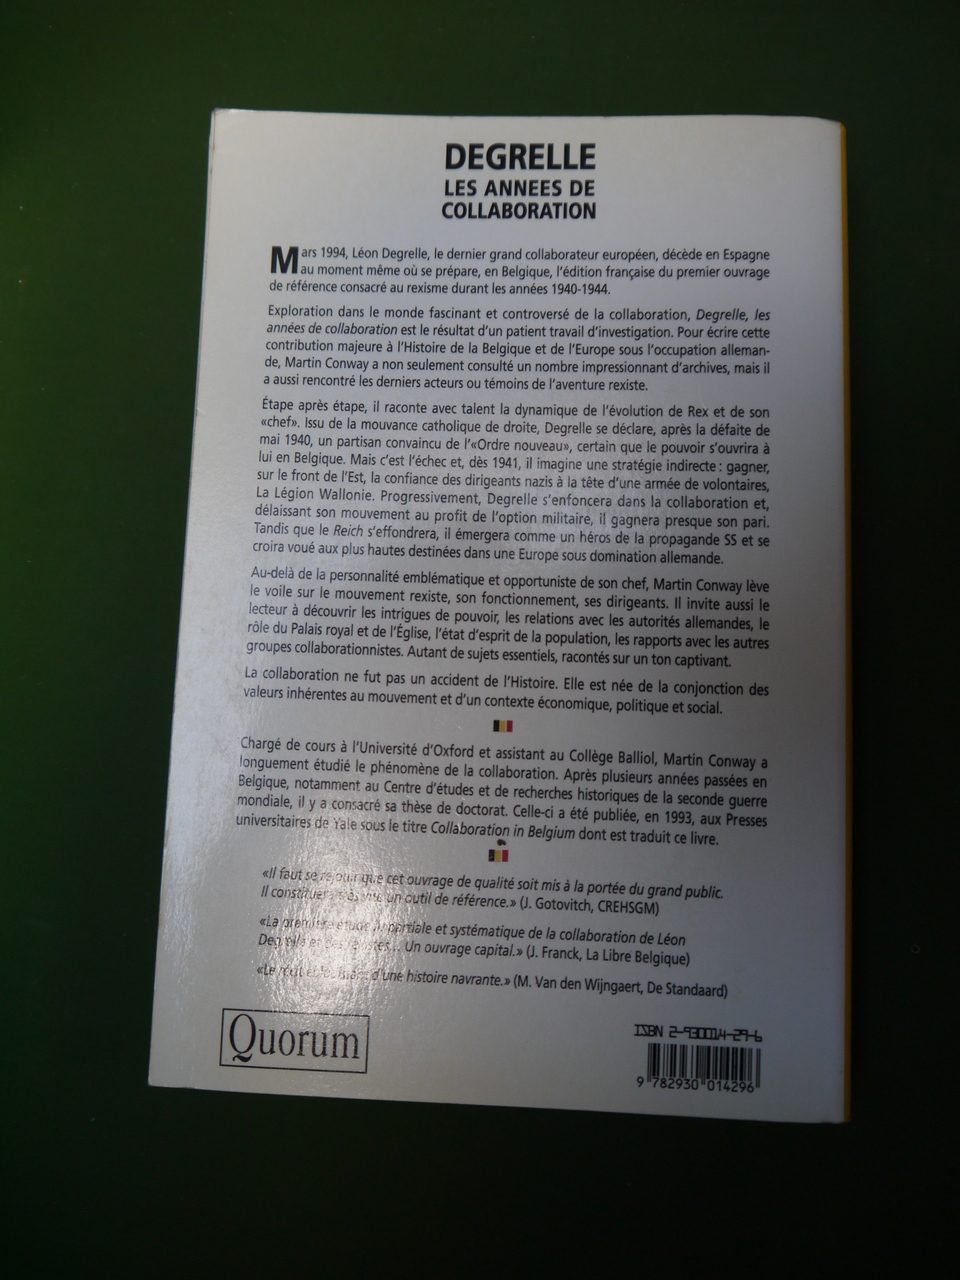 DEGRELLE
LES ANNEES DE
COLLABORATION
Mars 1994, Léon Degrelle, le dernier grand collaborateur européen, décède en Espagne
au moment même où se prépare, en Belgique, l'édition française du premier ouvrage
de référence consacré au rexisme durant les années 1940-1944.
Exploration dans le monde fascinant et controversé de la collaboration, Degrelle, les
années de collaboration est le résultat d'un patient travail d'investigation. Pour écrire cette
contribution majeure à l'Histoire de la Belgique et de l'Europe sous l'occupation alleman-
de, Martin Conway a non seulement consulté un nombre impressionnant d'archives, mais il
a aussi rencontré les derniers acteurs ou témoins de l'aventure rexiste.
Étape après étape, il raconte avec talent la dynamique de l'évolution de Rex et de son
«chef». Issu de la mouvance catholique de droite, Degrelle se déclare, après la défaite de
mai 1940, un partisan convaincu de l'«Ordre nouveau», certain que le pouvoir s'ouvrira à
lui en Belgique. Mais c'est l'échec et, dès 1941, il imagine une stratégie indirecte : gagner,
sur le front de l'Est, la confiance des dirigeants nazis à la tête d'une armée de volontaires,
La Légion Wallonie. Progressivement, Degrelle s'enfoncera dans la collaboration et,
délaissant son mouvement au profit de l'option militaire, il gagnera presque son pari.
Tandis que le Reich s'effondrera, il émergera comme un héros de la propagande SS et se
croira voué aux plus hautes destinées dans une Europe sous domination allemande.
Au-delà de la personnalité emblématique et opportuniste de son chef, Martin Conway lève
le voile sur le mouvement rexiste, son fonctionnement, ses dirigeants. Il invite aussi le
lecteur à découvrir les intrigues de pouvoir, les relations avec les autorités allemandes, le
rôle du Palais royal et de l'Église, l'état d'esprit de la population, les rapports avec les autres
groupes collaborationnistes. Autant de sujets essentiels, racontés sur un ton captivant.
La collaboration ne fut pas un accident de l'Histoire. Elle est née de la conjonction des
valeurs inhérentes au mouvement et d'un contexte économique, politique et social.
Chargé de cours à l'Université d'Oxford et assistant au Collège Balliol, Martin Conway a
longuement étudié le phénomène de la collaboration. Après plusieurs années passées en
Belgique, notamment au Centre d'études et de recherches historiques de la seconde guerre
mondiale, il y a consacré sa thèse de doctorat. Celle-ci a été publiée, en 1993, aux Presses
universitaires de Yale sous le titre Collaboration in Belgium dont est traduit ce livre.
«Il faut se réjouir que cet ouvrage de qualité soit mis à la portée du grand public.
Il constituera très vite un outil de référence.» (J. Gotovitch, CREHSGM)
«La première étude impartiale et systématique de la collaboration de Léon
Degrelle et des rexistes... Un ouvrage capital.» (J. Franck, La Libre Belgique)
«Le récit d'une histoire navrante.» (M. Van den Wijngaert, De Standaard)
Quorum
ISBN 2-930014-29-6
9 782930 014296